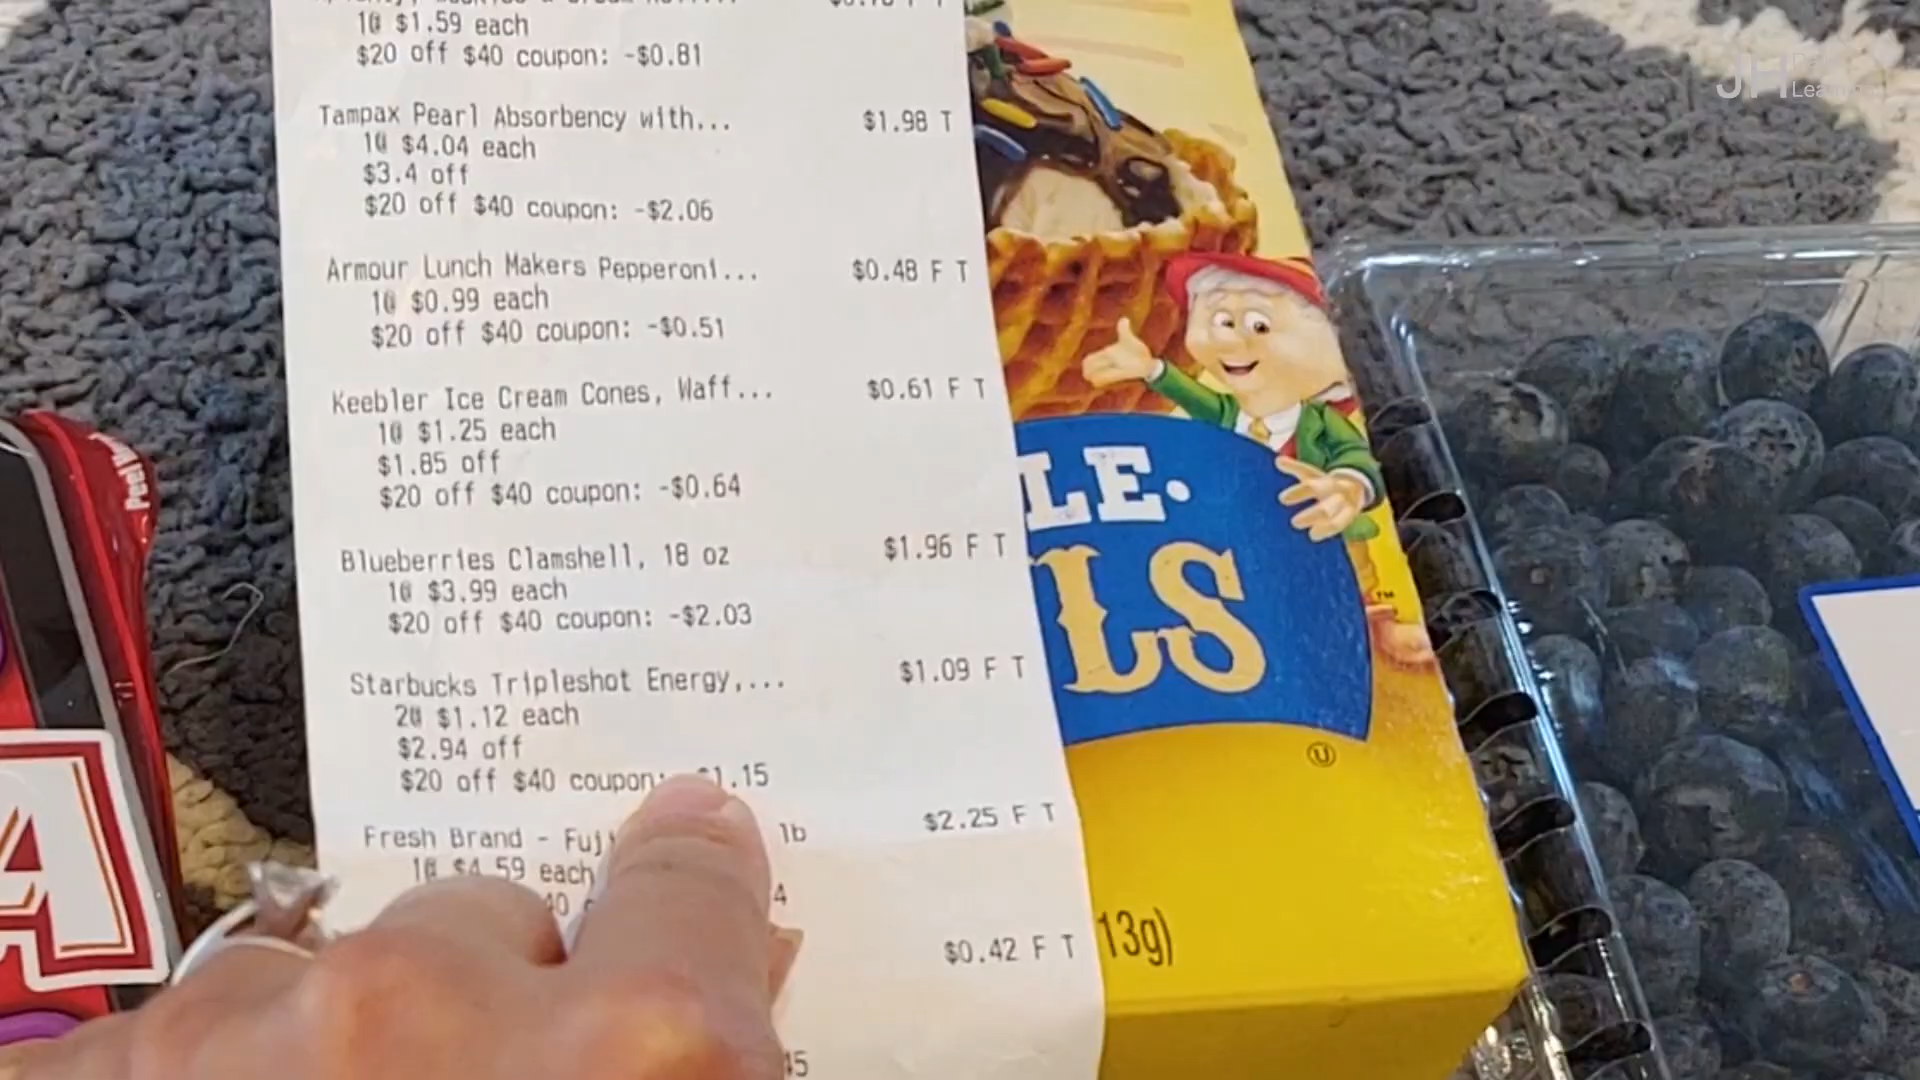 1@ $1.59 each
$20 off $40 coupon: -$0.81
Tampax Pearl Absorbency with... $1.98 T
1@ $4.04 each
$3.4 off
$20 off $40 coupon: -$2.06
Armour Lunch Makers Pepperoni... $0.48 F T
1@ $0.99 each
$20 off $40 coupon: -$0.51
Keebler Ice Cream Cones, Waff... $0.61 F T
1@ $1.25 each
$1.85 off
$20 off $40 coupon: -$0.64
Blueberries Clamshell, 18 oz $1.96 F T
1@ $3.99 each
$20 off $40 coupon: -$2.03
Starbucks Tripleshot Energy,... $1.09 F T
2@ $1.12 each
$2.94 off
$20 off $40 coupon: -$1.15
Fresh Brand - Fuji lb $2.25 F T
1@ $4.59 each
$0.42 F T
LE.
LS
TM
U
13g)
A
JH